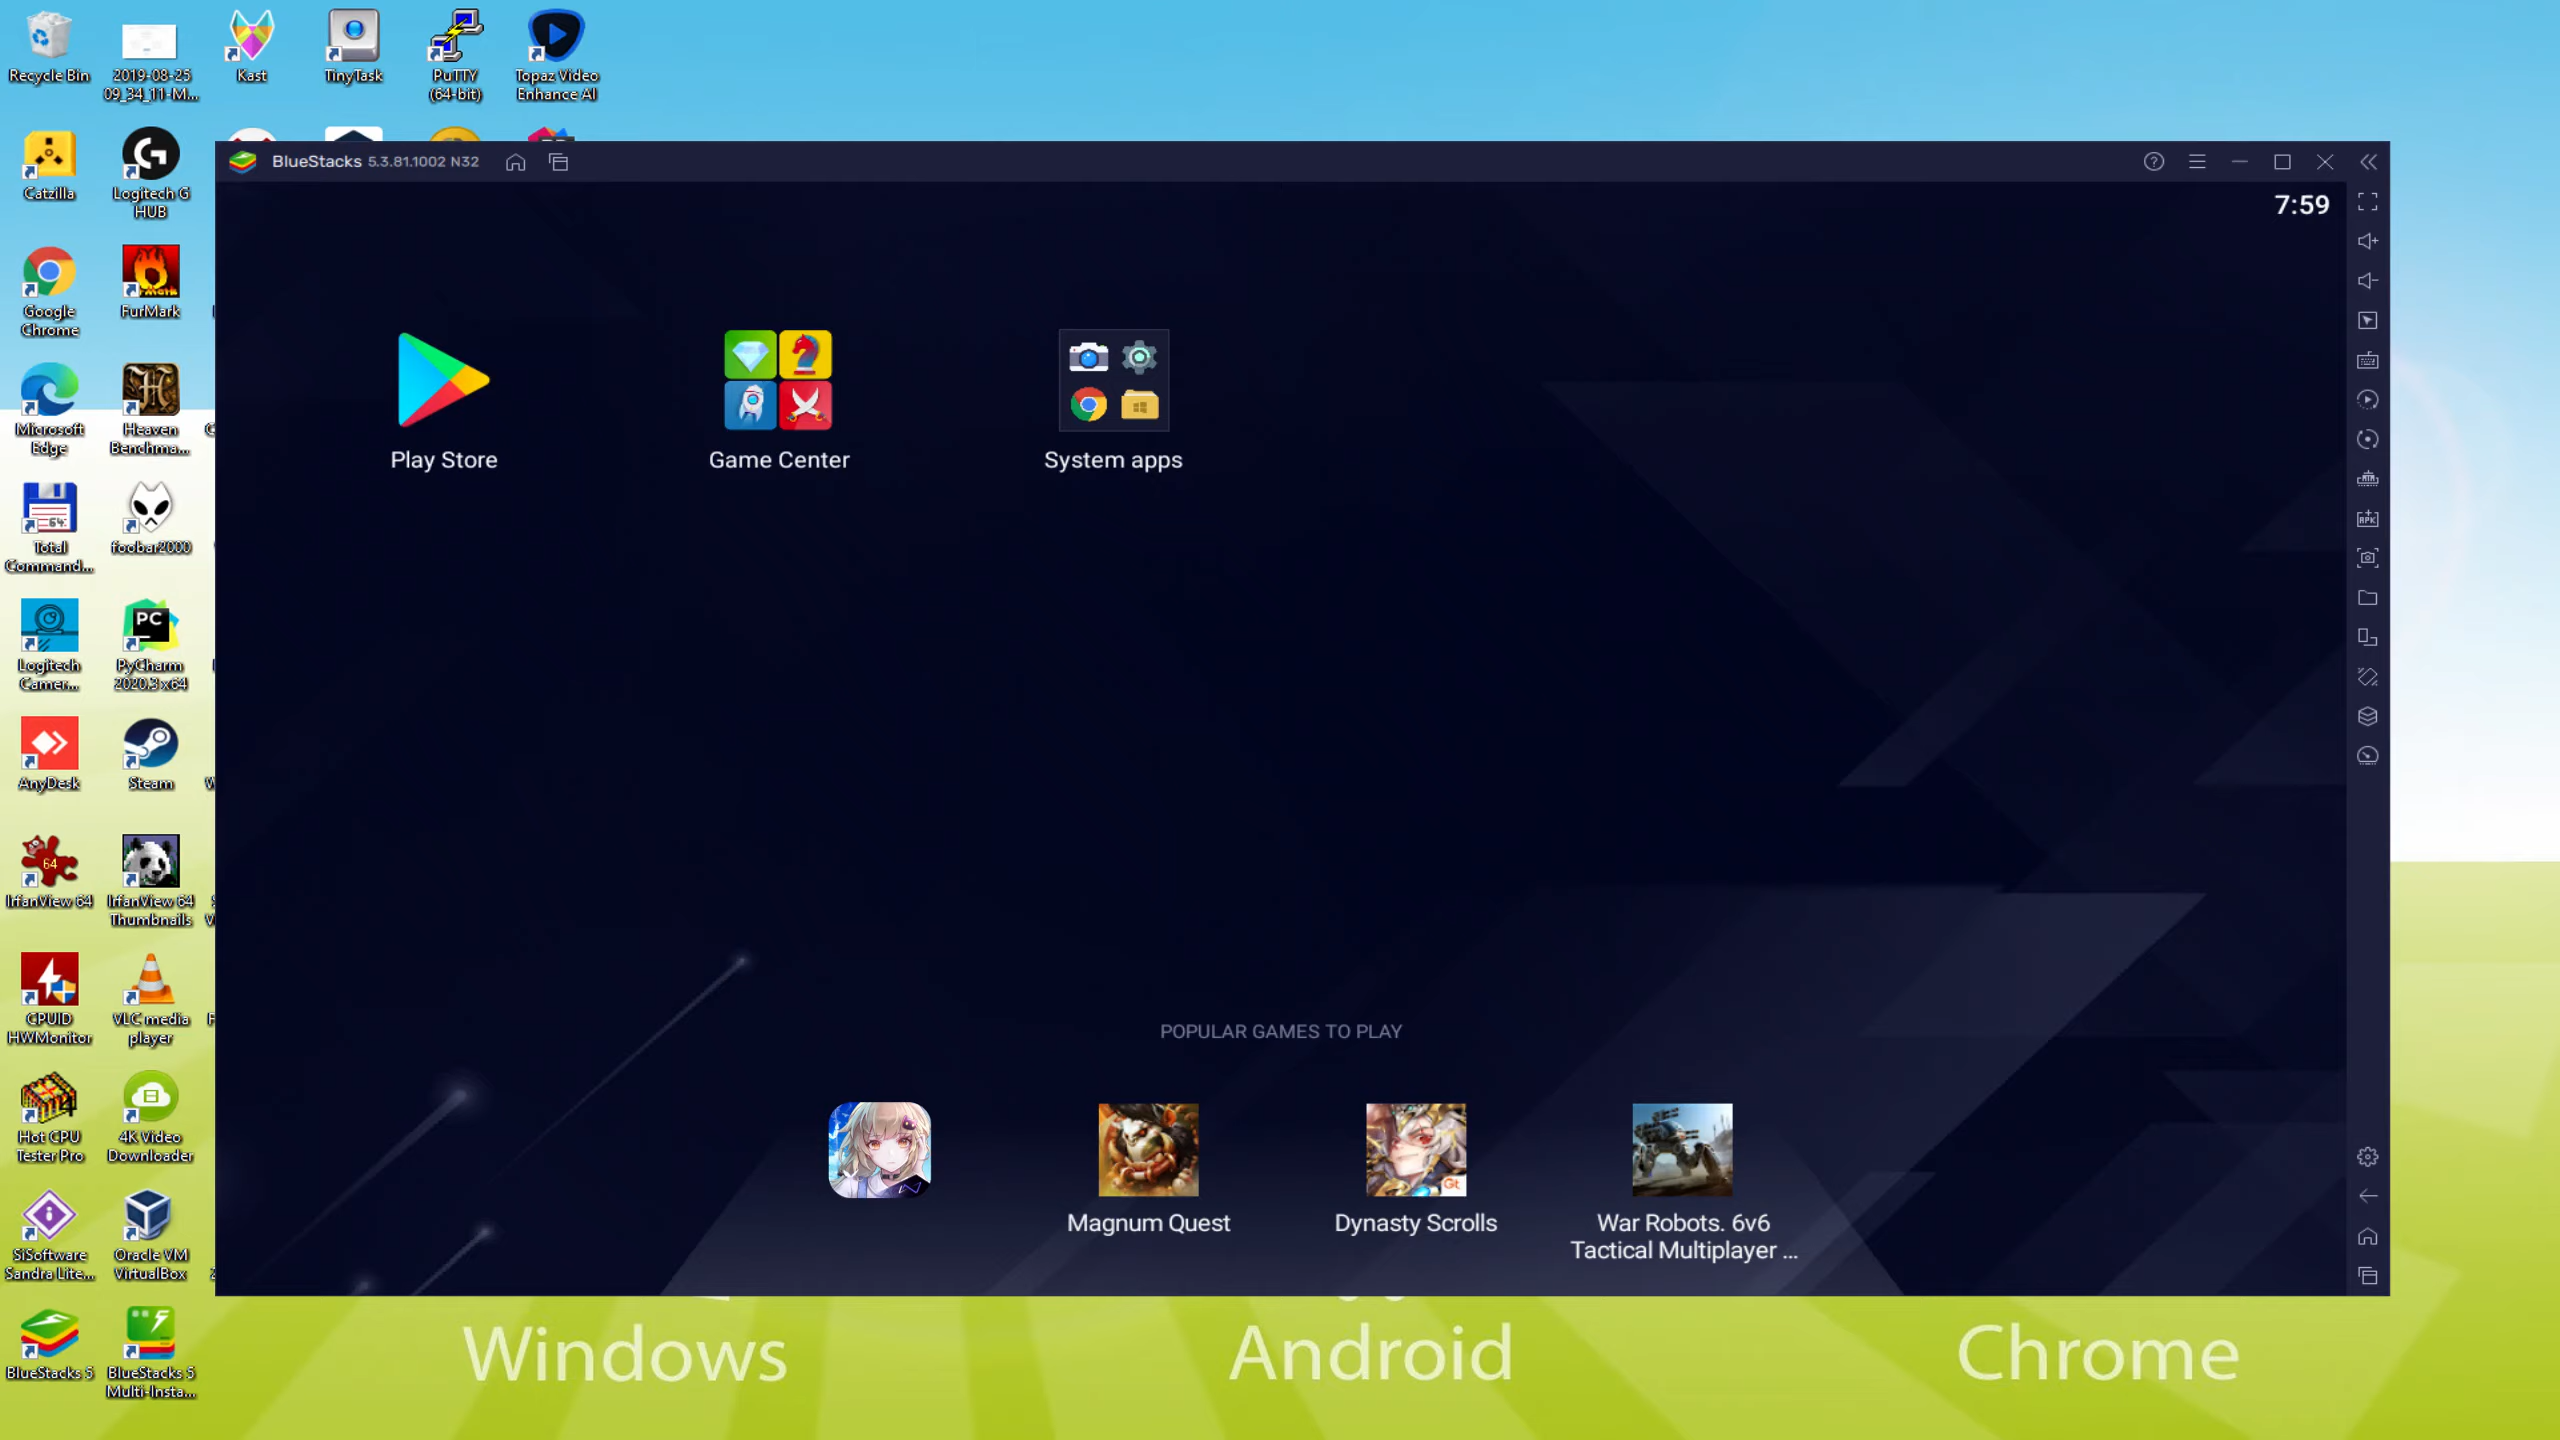 Recycle Bin
2019-08-25
09_34_11-M...
Kast
TinyTask
PuTTY
(64-bit)
Topaz Video
Enhance AI
Catzilla
Logitech G
HUB
Google
Chrome
FurMark
Microsoft
Edge
Heaven
Benchma...
Total
Command...
foobar2000
Logitech
Camer...
PyCharm
2020.3 x64
AnyDesk
Steam
IrfanView 64
IrfanView 64
Thumbnails
CPUID
HWMonitor
VLC media
player
Hot CPU
Tester Pro
4K Video
Downloader
SiSoftware
Sandra Lite...
Oracle VM
VirtualBox
BlueStacks 5
BlueStacks 5
Multi-Insta...
BlueStacks 5.3.81.1002 N32
7:59
Play Store
Game Center
System apps
POPULAR GAMES TO PLAY
Magnum Quest
Dynasty Scrolls
War Robots. 6v6
Tactical Multiplayer ...
Windows
Android
Chrome